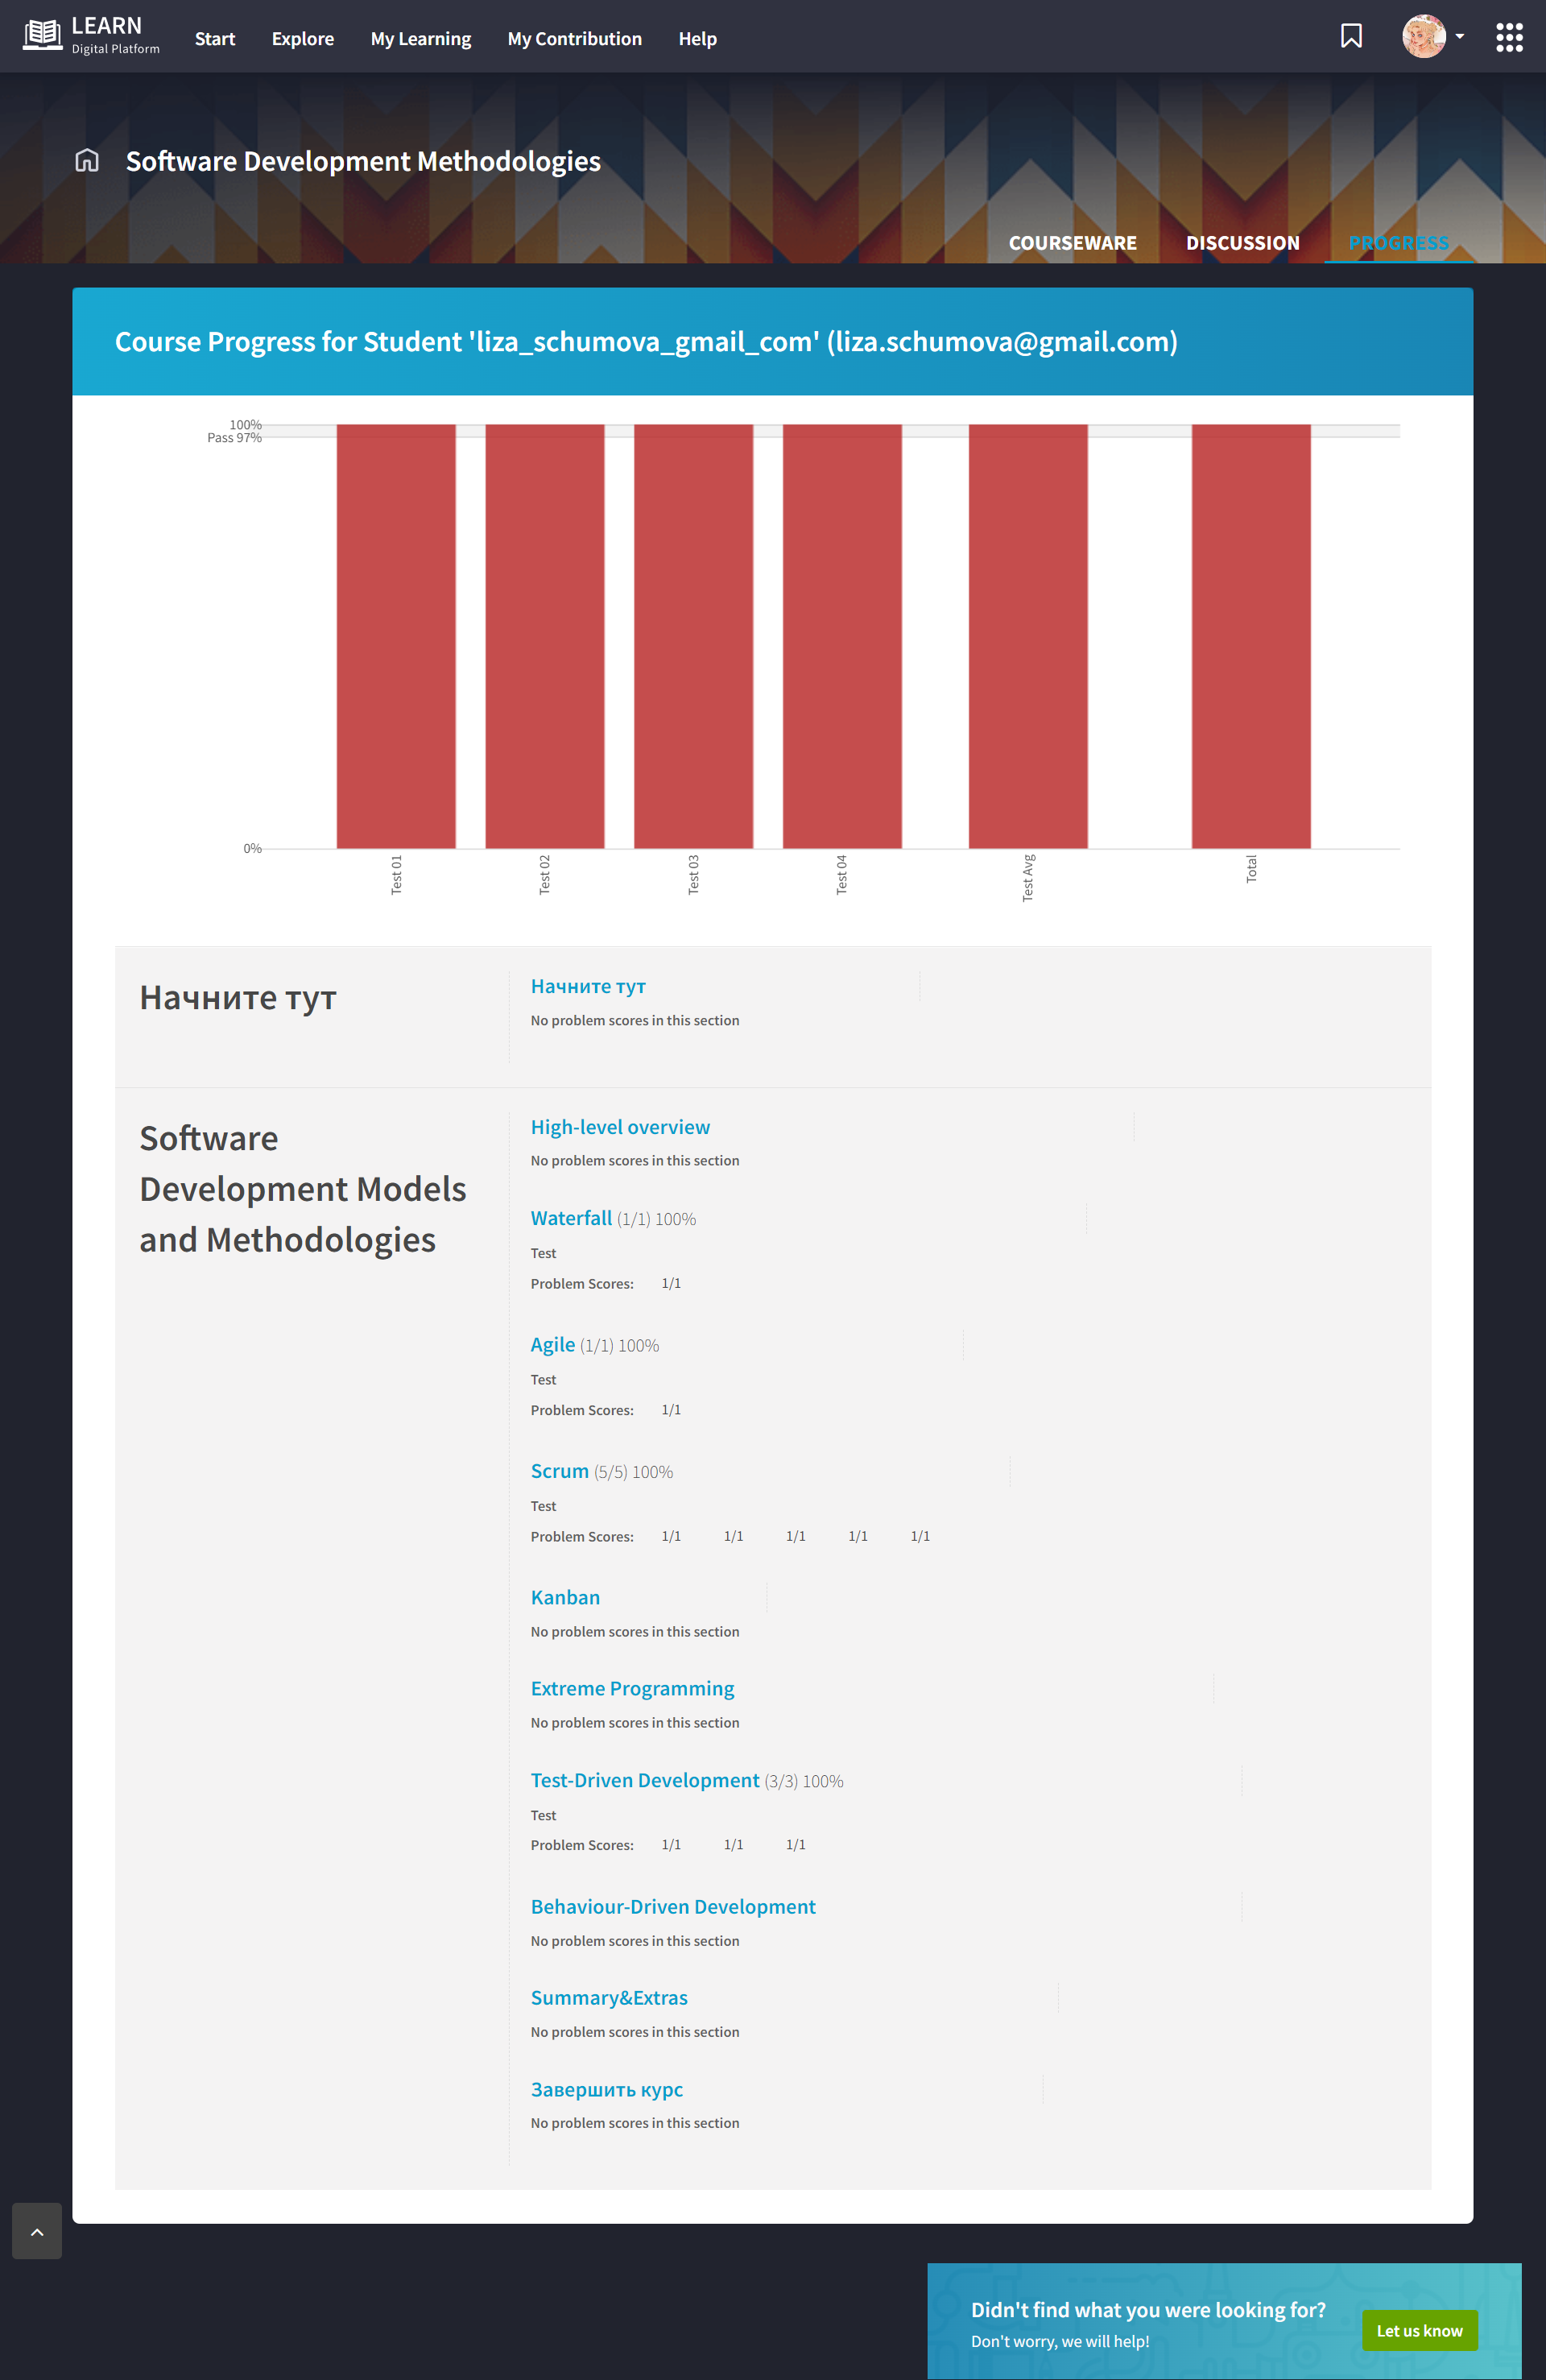 LEARN
Digital Platform
Start Explore My Learning My Contribution Help
Software Development Methodologies
COURSEWARE DISCUSSION PROGRESS
Course Progress for Student 'liza_schumova_gmail_com' (liza.schumova@gmail.com)
100%
Pass 97%
0%
Test 01 Test 02 Test 03 Test 04 Test Avg Total
Начните тут
Начните тут
No problem scores in this section
Software
Development Models
and Methodologies
High-level overview
No problem scores in this section
Waterfall (1/1) 100%
Test
Problem Scores: 1/1
Agile (1/1) 100%
Test
Problem Scores: 1/1
Scrum (5/5) 100%
Test
Problem Scores: 1/1 1/1 1/1 1/1 1/1
Kanban
No problem scores in this section
Extreme Programming
No problem scores in this section
Test-Driven Development (3/3) 100%
Test
Problem Scores: 1/1 1/1 1/1
Behaviour-Driven Development
No problem scores in this section
Summary&Extras
No problem scores in this section
Завершить курс
No problem scores in this section
Didn't find what you were looking for?
Don't worry, we will help!
Let us know